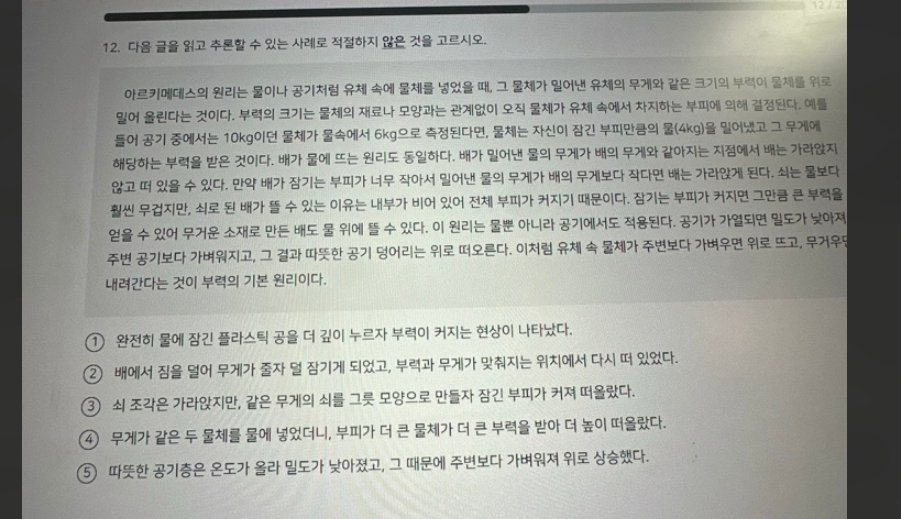 12 / 2
12. 다음 글을 읽고 추론할 수 있는 사례로 적절하지 않은 것을 고르시오.
아르키메데스의 원리는 물이나 공기처럼 유체 속에 물체를 넣었을 때, 그 물체가 밀어낸 유체의 무게와 같은 크기의 부력이 물체를 위로
밀어 올린다는 것이다. 부력의 크기는 물체의 재료나 모양과는 관계없이 오직 물체가 유체 속에서 차지하는 부피에 의해 결정된다. 예를
들어 공기 중에서는 10kg이던 물체가 물속에서 6kg으로 측정된다면, 물체는 자신이 잠긴 부피만큼의 물(4kg)을 밀어냈고 그 무게에
해당하는 부력을 받은 것이다. 배가 물에 뜨는 원리도 동일하다. 배가 밀어낸 물의 무게가 배의 무게와 같아지는 지점에서 배는 가라앉지
않고 떠 있을 수 있다. 만약 배가 잠기는 부피가 너무 작아서 밀어낸 물의 무게가 배의 무게보다 작다면 배는 가라앉게 된다. 쇠는 물보다
훨씬 무겁지만, 쇠로 된 배가 뜰 수 있는 이유는 내부가 비어 있어 전체 부피가 커지기 때문이다. 잠기는 부피가 커지면 그만큼 큰 부력을
얻을 수 있어 무거운 소재로 만든 배도 물 위에 뜰 수 있다. 이 원리는 물뿐 아니라 공기에서도 적용된다. 공기가 가열되면 밀도가 낮아져
주변 공기보다 가벼워지고, 그 결과 따뜻한 공기 덩어리는 위로 떠오른다. 이처럼 유체 속 물체가 주변보다 가벼우면 위로 뜨고, 무거우면
내려간다는 것이 부력의 기본 원리이다.
① 완전히 물에 잠긴 플라스틱 공을 더 깊이 누르자 부력이 커지는 현상이 나타났다.
② 배에서 짐을 덜어 무게가 줄자 덜 잠기게 되었고, 부력과 무게가 맞춰지는 위치에서 다시 떠 있었다.
③ 쇠 조각은 가라앉지만, 같은 무게의 쇠를 그릇 모양으로 만들자 잠긴 부피가 커져 떠올랐다.
④ 무게가 같은 두 물체를 물에 넣었더니, 부피가 더 큰 물체가 더 큰 부력을 받아 더 높이 떠올랐다.
⑤ 따뜻한 공기층은 온도가 올라 밀도가 낮아졌고, 그 때문에 주변보다 가벼워져 위로 상승했다.